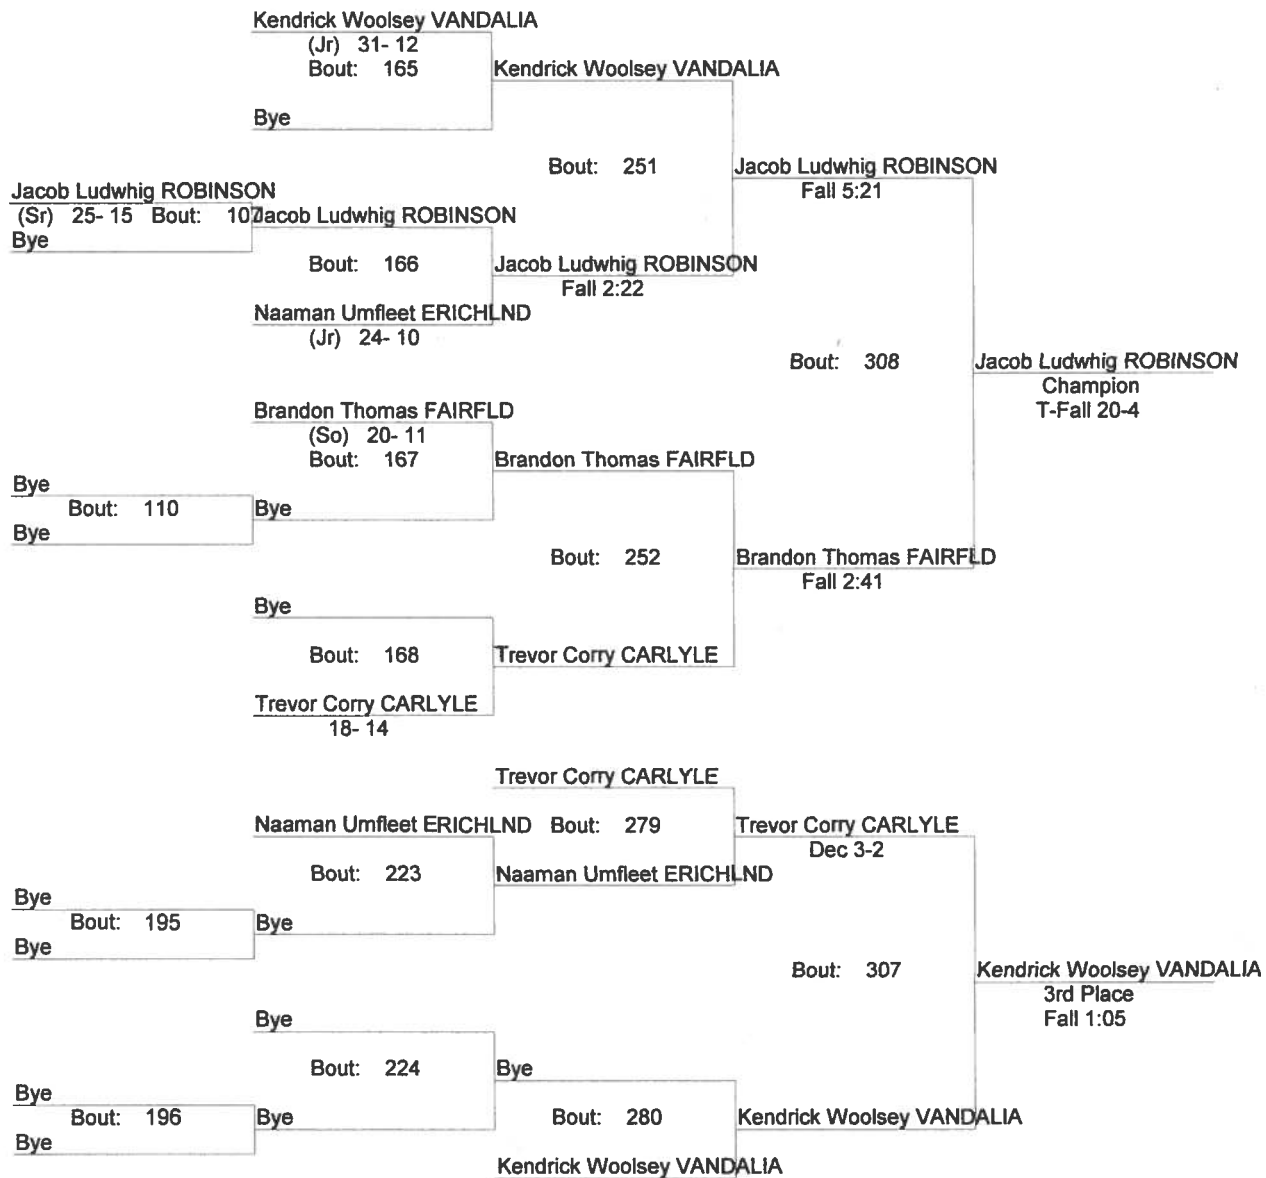 Kendrick Woolsey VANDALIA
(Jr) 31- 12
Bout: 165
Kendrick Woolsey VANDALIA
Bye
Bout: 251
Jacob Ludwhig ROBINSON
Fall 5:21
Jacob Ludwhig ROBINSON
(Sr) 25- 15 Bout: 107
Jacob Ludwhig ROBINSON
Bye
Bout: 166
Jacob Ludwhig ROBINSON
Fall 2:22
Naaman Umfleet ERICHLND
(Jr) 24- 10
Bout: 308
Jacob Ludwhig ROBINSON
Champion
T-Fall 20-4
Brandon Thomas FAIRFLD
(So) 20- 11
Bout: 167
Brandon Thomas FAIRFLD
Bye
Bout: 110
Bye
Bye
Bout: 252
Brandon Thomas FAIRFLD
Fall 2:41
Bye
Bout: 168
Trevor Corry CARLYLE
Trevor Corry CARLYLE
18- 14
Trevor Corry CARLYLE
Naaman Umfleet ERICHLND
Bout: 279
Trevor Corry CARLYLE
Dec 3-2
Bout: 223
Naaman Umfleet ERICHLND
Bye
Bout: 195
Bye
Bye
Bout: 307
Kendrick Woolsey VANDALIA
3rd Place
Fall 1:05
Bye
Bout: 224
Bye
Bye
Bout: 196
Bye
Bye
Bout: 280
Kendrick Woolsey VANDALIA
Kendrick Woolsey VANDALIA